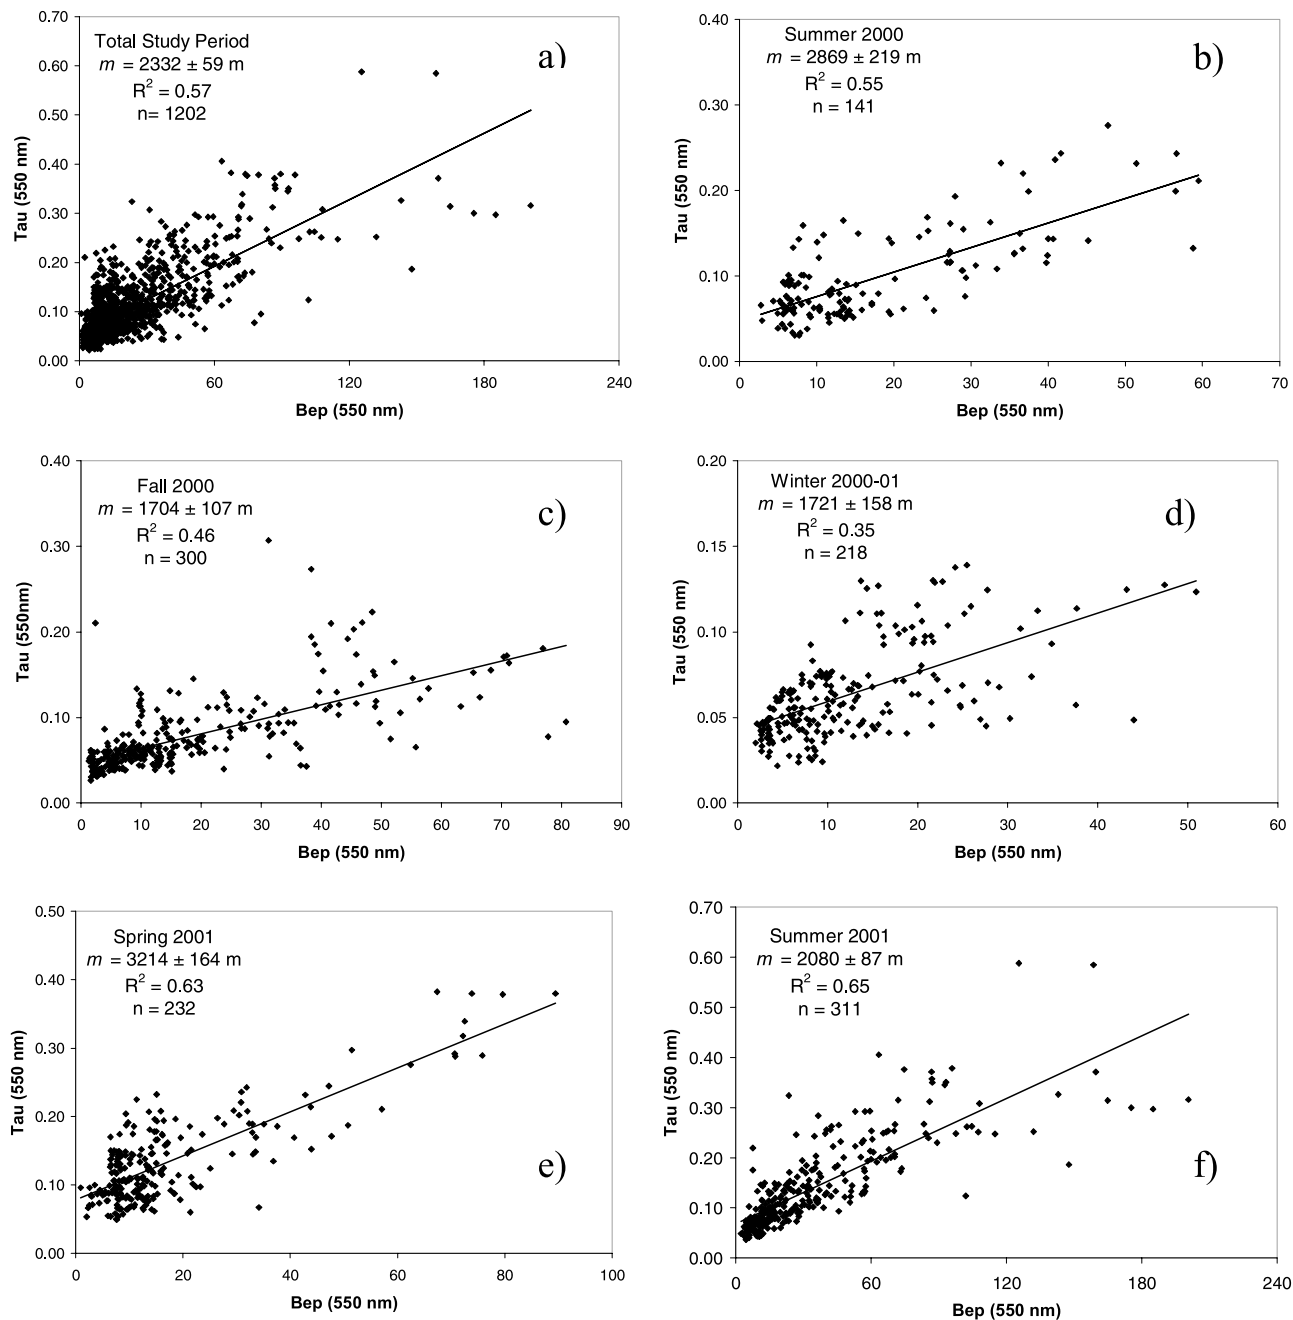 Total Study Period
m = 2332 ± 59 m
R² = 0.57
n= 1202
a)
0.70
0.60
0.50
0.40
0.30
0.20
0.10
0.00
Tau (550 nm)
0 60 120 180 240
Bep (550 nm)
Summer 2000
m = 2869 ± 219 m
R² = 0.55
n = 141
b)
0.40
0.30
0.20
0.10
0.00
Tau (550 nm)
0 10 20 30 40 50 60 70
Bep (550 nm)
Fall 2000
m = 1704 ± 107 m
R² = 0.46
n = 300
c)
0.40
0.30
0.20
0.10
0.00
Tau (550nm)
0 10 20 30 40 50 60 70 80 90
Bep (550 nm)
Winter 2000-01
m = 1721 ± 158 m
R² = 0.35
n = 218
d)
0.20
0.15
0.10
0.05
0.00
Tau (550 nm)
0 10 20 30 40 50 60
Bep (550 nm)
Spring 2001
m = 3214 ± 164 m
R² = 0.63
n = 232
e)
0.50
0.40
0.30
0.20
0.10
0.00
Tau (550 nm)
0 20 40 60 80 100
Bep (550 nm)
Summer 2001
m = 2080 ± 87 m
R² = 0.65
n = 311
f)
0.70
0.60
0.50
0.40
0.30
0.20
0.10
0.00
Tau (550 nm)
0 60 120 180 240
Bep (550 nm)